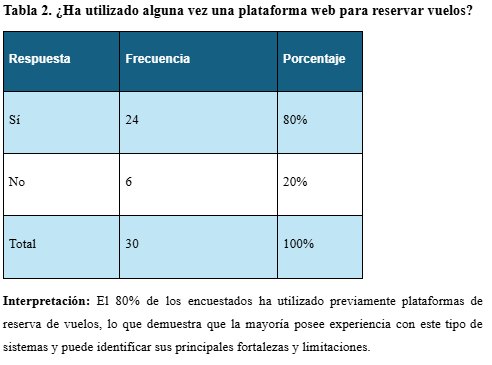 Tabla 2. ¿Ha utilizado alguna vez una plataforma web para reservar vuelos?
Respuesta Frecuencia Porcentaje
Sí 24 80%
No 6 20%
Total 30 100%
Interpretación: El 80% de los encuestados ha utilizado previamente plataformas de
reserva de vuelos, lo que demuestra que la mayoría posee experiencia con este tipo de
sistemas y puede identificar sus principales fortalezas y limitaciones.